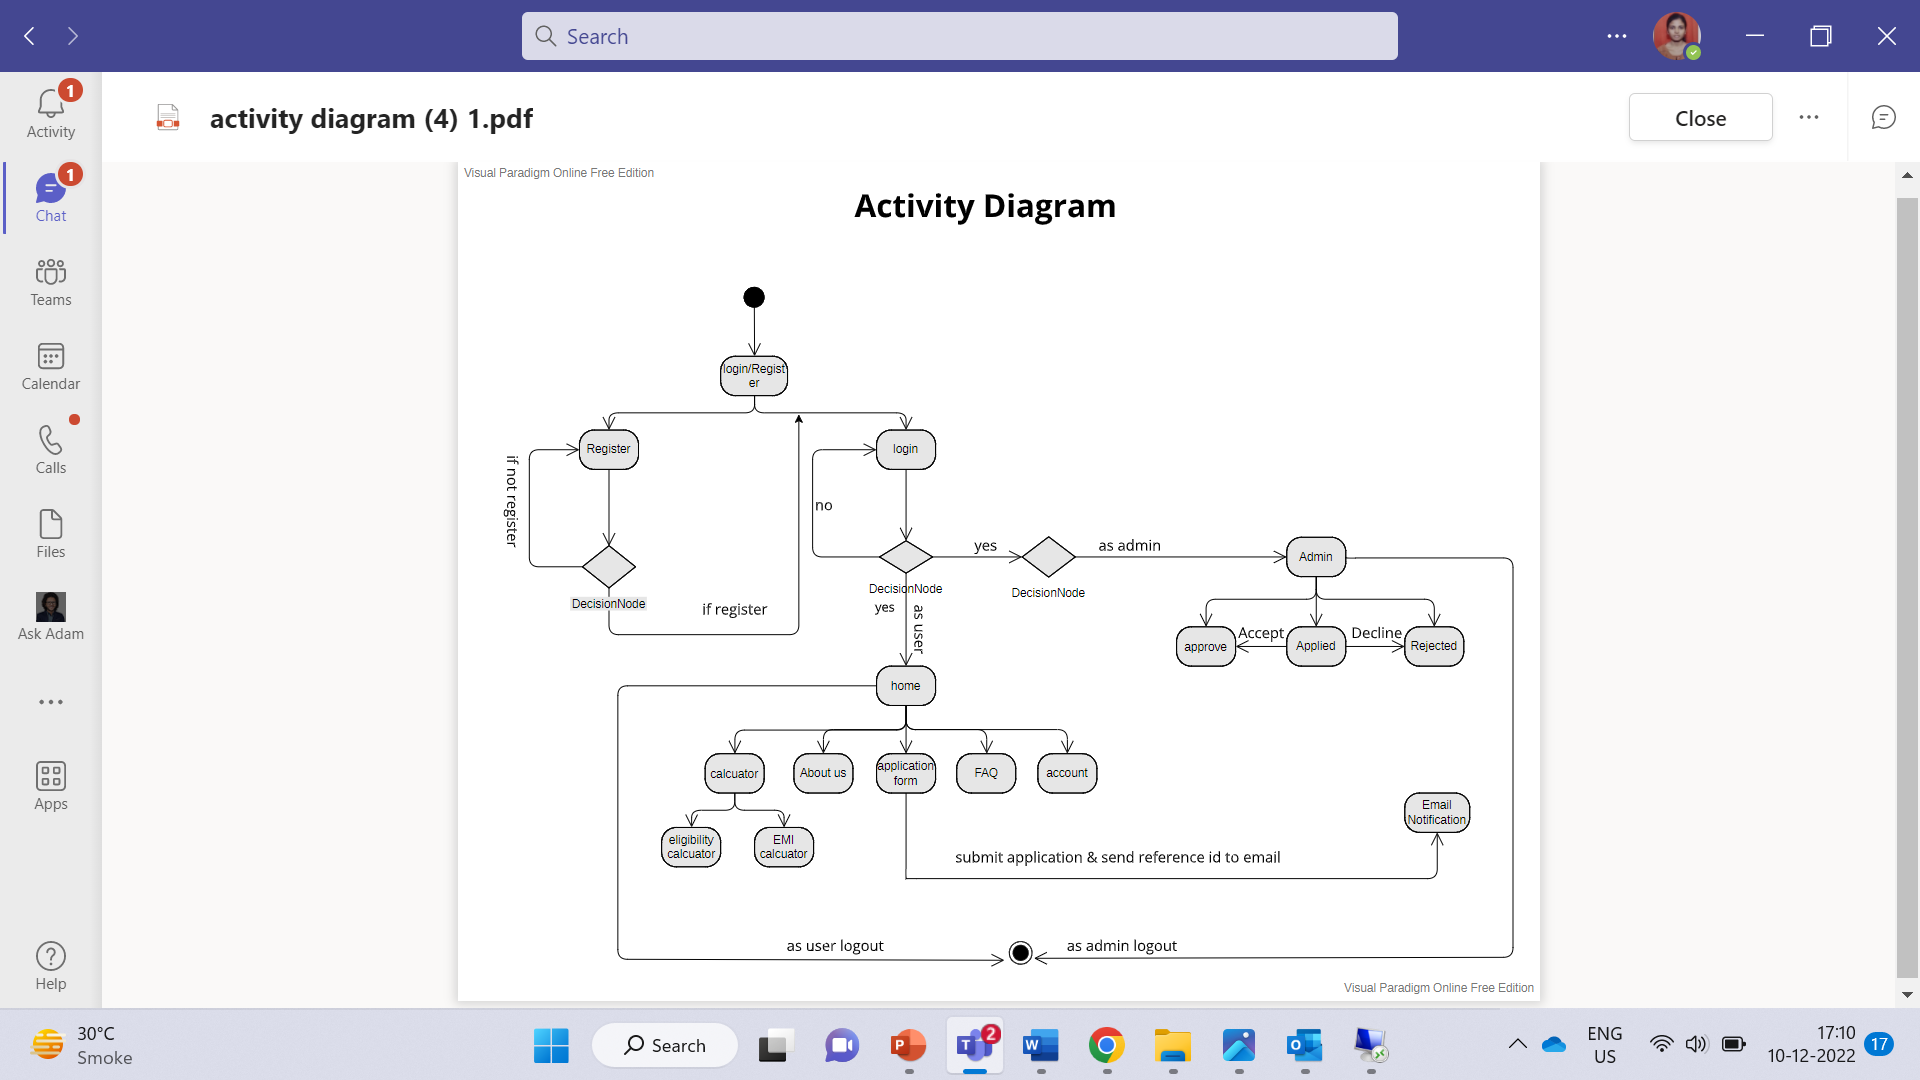 Search
1
Activity
1
Chat
Teams
Calendar
Calls
Files
Ask Adam
Apps
Help
activity diagram (4) 1.pdf
Close
Visual Paradigm Online Free Edition
Activity Diagram
login/Regist
er
Register
login
if not register
no
DecisionNode
if register
yes
DecisionNode
yes
as user
DecisionNode
as admin
Admin
approve
Accept
Applied
Decline
Rejected
home
calcuator
About us
application
form
FAQ
account
eligibility
calcuator
EMI
calcuator
Email
Notification
submit application & send reference id to email
as user logout
as admin logout
Visual Paradigm Online Free Edition
30°C
Smoke
Search
P
T
2
W
O
ENG
US
17:10
10-12-2022
17